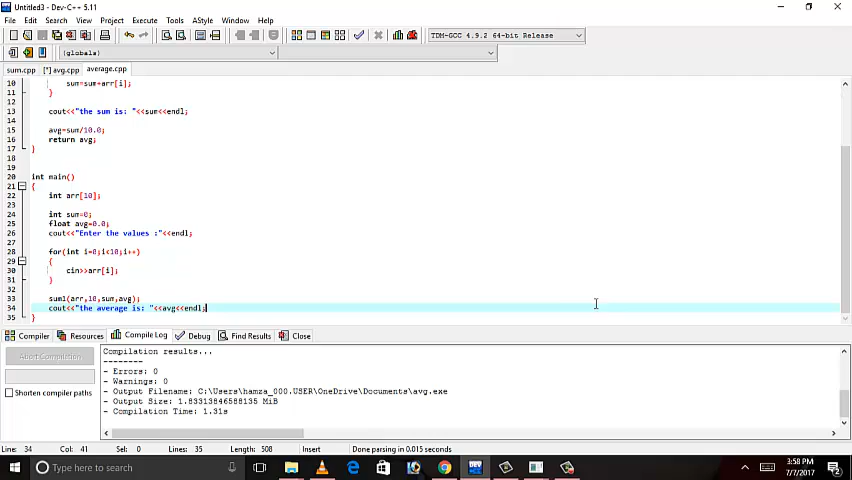 Untitled3 - Dev-C++ 5.11
File Edit Search View Project Execute Tools AStyle Window Help
TDM-GCC 4.9.2 64-bit Release
(globals)
sum.cpp [*] avg.cpp average.cpp
10 sum=sum+arr[i];
11 }
12
13 cout<<"the sum is: "<<sum<<endl;
14
15 avg=sum/10.0;
16 return avg;
17 }
18
19
20 int main()
21 {
22 int arr[10];
23
24 int sum=0;
25 float avg=0.0;
26 cout<<"Enter the values :"<<endl;
27
28 for(int i=0;i<10;i++)
29 {
30 cin>>arr[i];
31 }
32
33 sum1(arr,10,sum,avg);
34 cout<<"the average is: "<<avg<<endl;
35 }
Compiler Resources Compile Log Debug Find Results Close
Abort Compilation
Shorten compiler paths
Compilation results...
--------
- Errors: 0
- Warnings: 0
- Output Filename: C:\Users\hamza_000.USER\OneDrive\Documents\avg.exe
- Output Size: 1.83313846588135 MiB
- Compilation Time: 1.31s
Line: 34 Col: 41 Sel: 0 Lines: 35 Length: 508 Insert Done parsing in 0.015 seconds
Type here to search
3:58 PM
7/7/2017
2